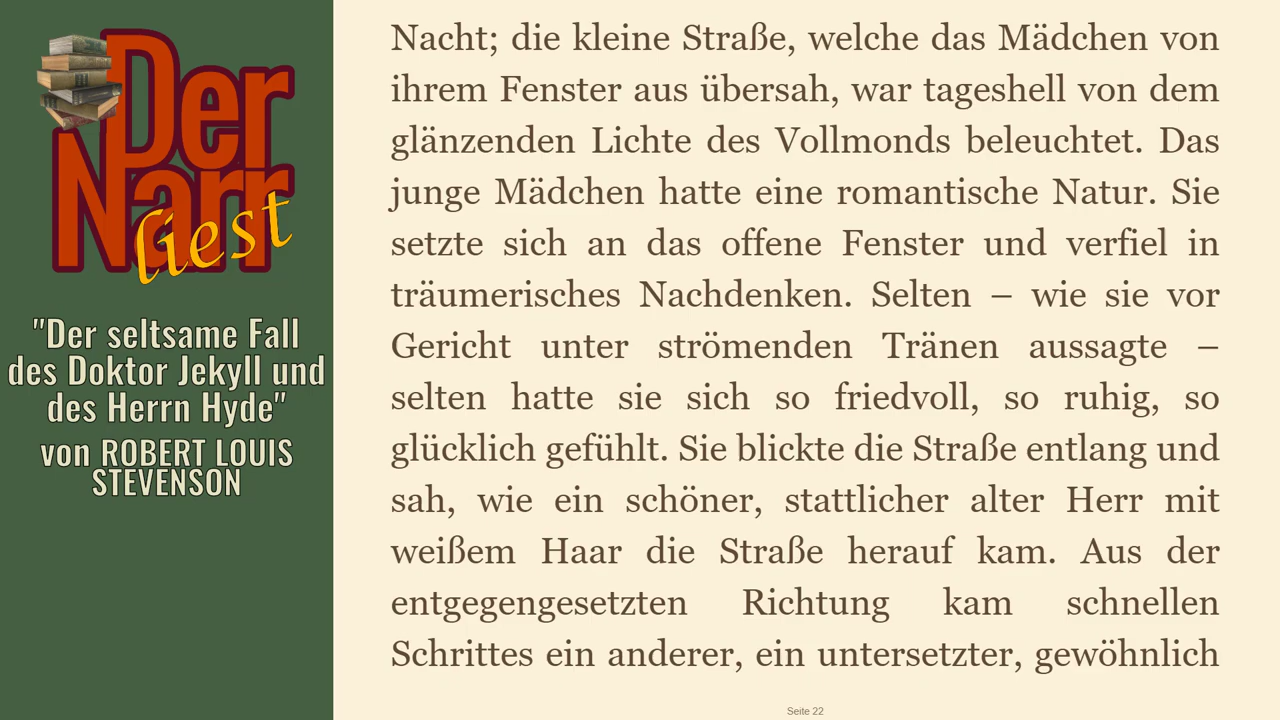 Der
Narr
liest
"Der seltsame Fall
des Doktor Jekyll und
des Herrn Hyde"
von ROBERT LOUIS
STEVENSON
Nacht; die kleine Straße, welche das Mädchen von
ihrem Fenster aus übersah, war tageshell von dem
glänzenden Lichte des Vollmonds beleuchtet. Das
junge Mädchen hatte eine romantische Natur. Sie
setzte sich an das offene Fenster und verfiel in
träumerisches Nachdenken. Selten – wie sie vor
Gericht unter strömenden Tränen aussagte –
selten hatte sie sich so friedvoll, so ruhig, so
glücklich gefühlt. Sie blickte die Straße entlang und
sah, wie ein schöner, stattlicher alter Herr mit
weißem Haar die Straße herauf kam. Aus der
entgegengesetzten Richtung kam schnellen
Schrittes ein anderer, ein untersetzter, gewöhnlich
Seite 22